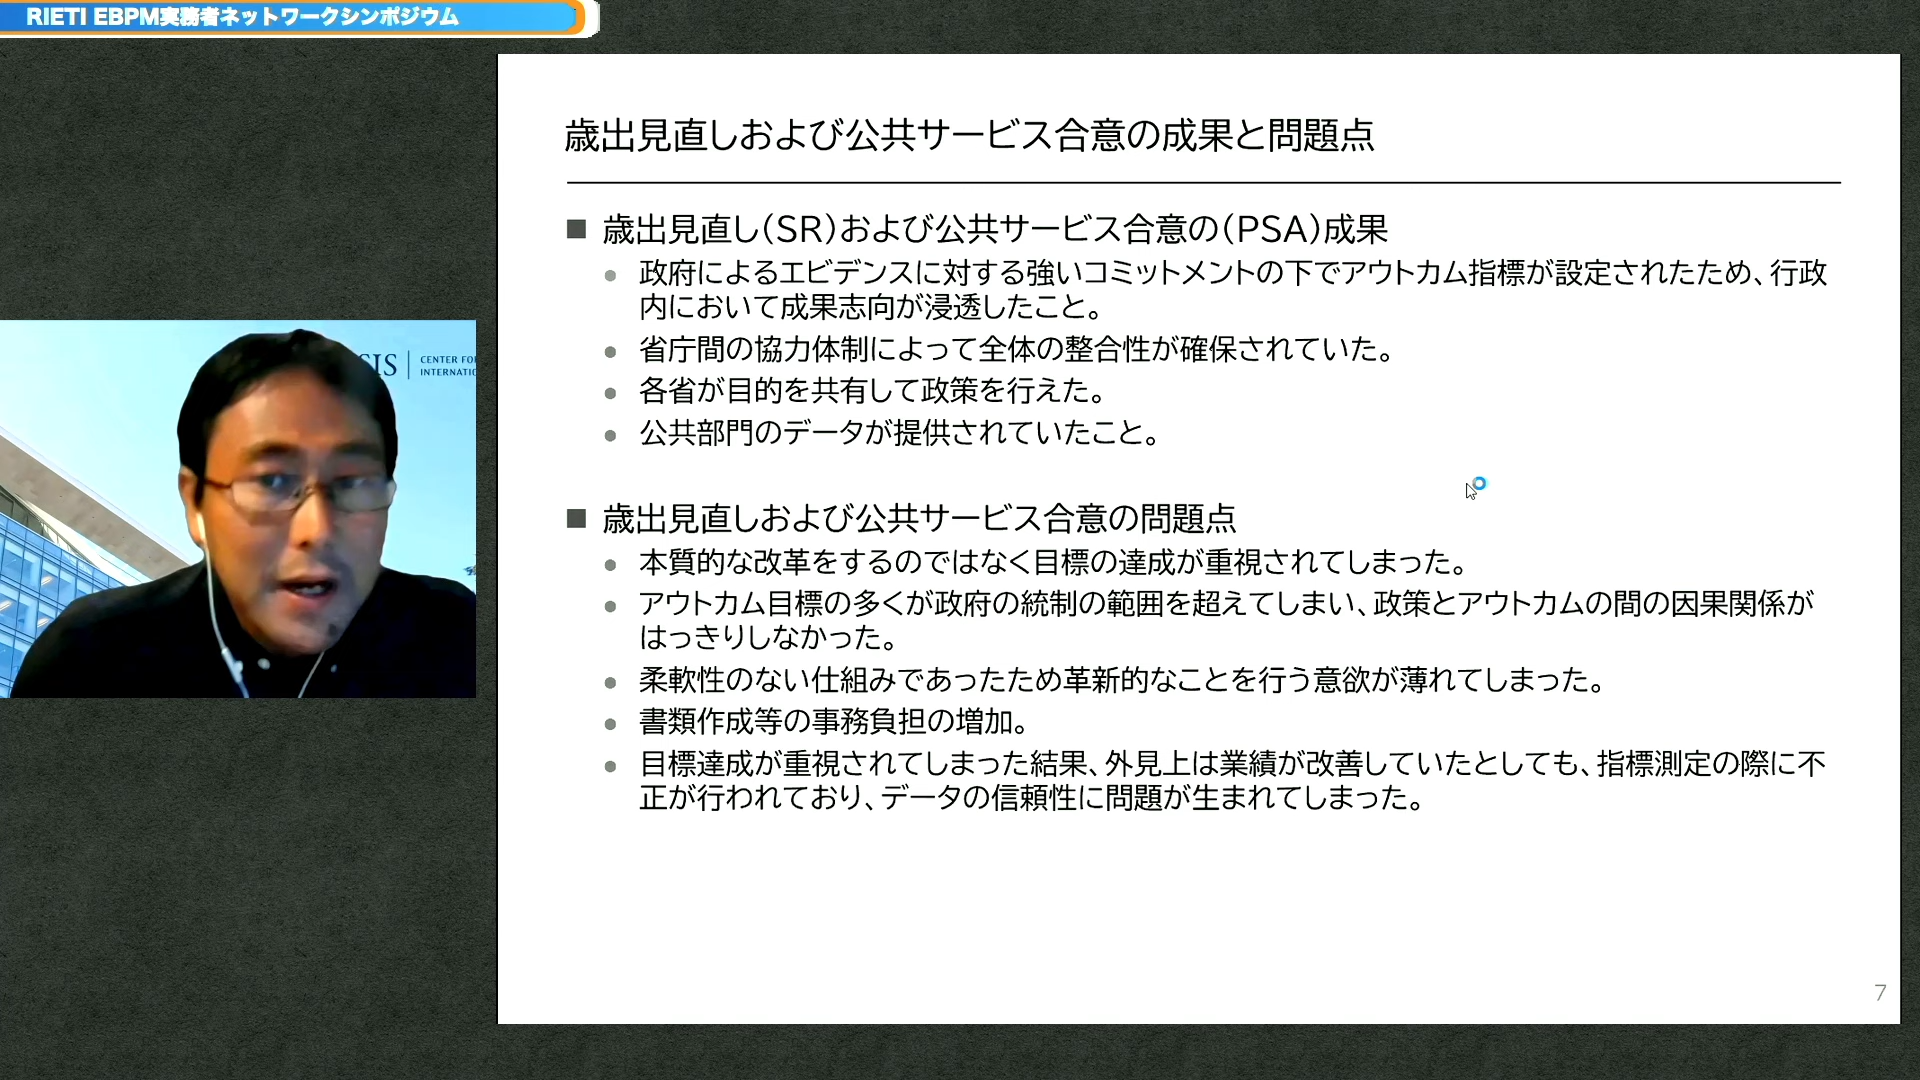 RIETI EBPM実務者ネットワークシンポジウム
歳出見直しおよび公共サービス合意の成果と問題点
■ 歳出見直し(SR)および公共サービス合意の(PSA)成果
● 政府によるエビデンスに対する強いコミットメントの下でアウトカム指標が設定されたため、行政
内において成果志向が浸透したこと。
● 省庁間の協力体制によって全体の整合性が確保されていた。
● 各省が目的を共有して政策を行えた。
● 公共部門のデータが提供されていたこと。
■ 歳出見直しおよび公共サービス合意の問題点
● 本質的な改革をするのではなく目標の達成が重視されてしまった。
● アウトカム目標の多くが政府の統制の範囲を超えてしまい、政策とアウトカムの間の因果関係が
はっきりしなかった。
● 柔軟性のない仕組みであったため革新的なことを行う意欲が薄れてしまった。
● 書類作成等の事務負担の増加。
● 目標達成が重視されてしまった結果、外見上は業績が改善していたとしても、指標測定の際に不
正が行われており、データの信頼性に問題が生まれてしまった。
7
SIS
CENTER FO
INTERNATIO